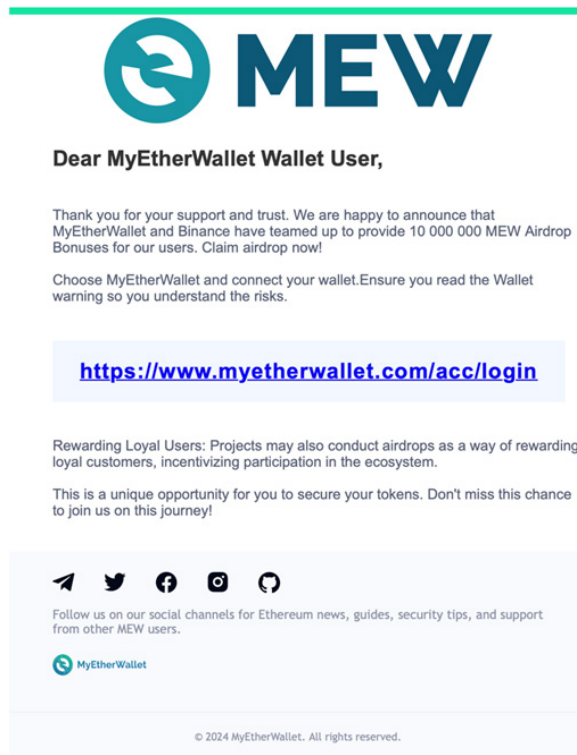 MEW
Dear MyEtherWallet Wallet User,
Thank you for your support and trust. We are happy to announce that
MyEtherWallet and Binance have teamed up to provide 10 000 000 MEW Airdrop
Bonuses for our users. Claim airdrop now!
Choose MyEtherWallet and connect your wallet.Ensure you read the Wallet
warning so you understand the risks.
https://www.myetherwallet.com/acc/login
Rewarding Loyal Users: Projects may also conduct airdrops as a way of rewarding
loyal customers, incentivizing participation in the ecosystem.
This is a unique opportunity for you to secure your tokens. Don't miss this chance
to join us on this journey!
Follow us on our social channels for Ethereum news, guides, security tips, and support
from other MEW users.
MyEtherWallet
© 2024 MyEtherWallet. All rights reserved.